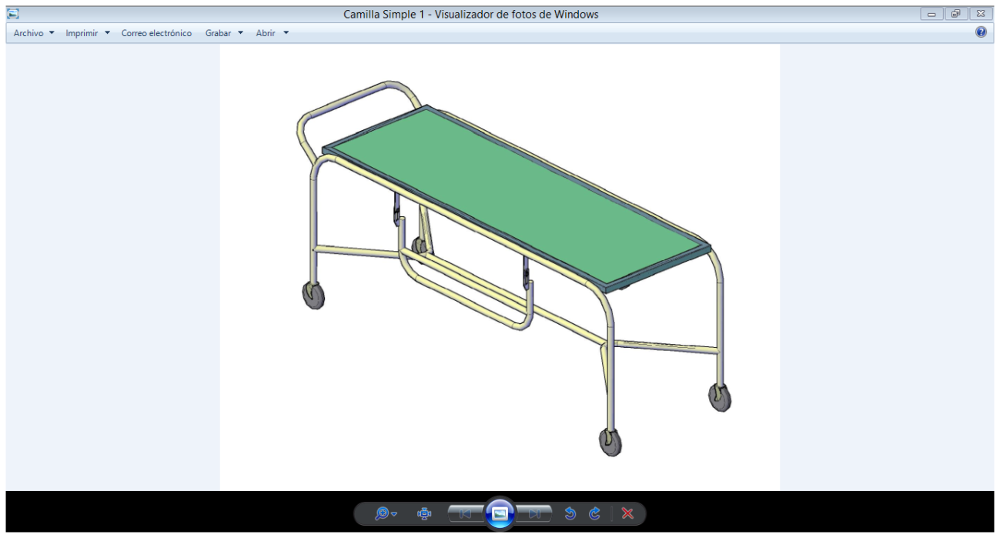 Camilla Simple 1 - Visualizador de fotos de Windows
Archivo Imprimir Correo electrónico Grabar Abrir